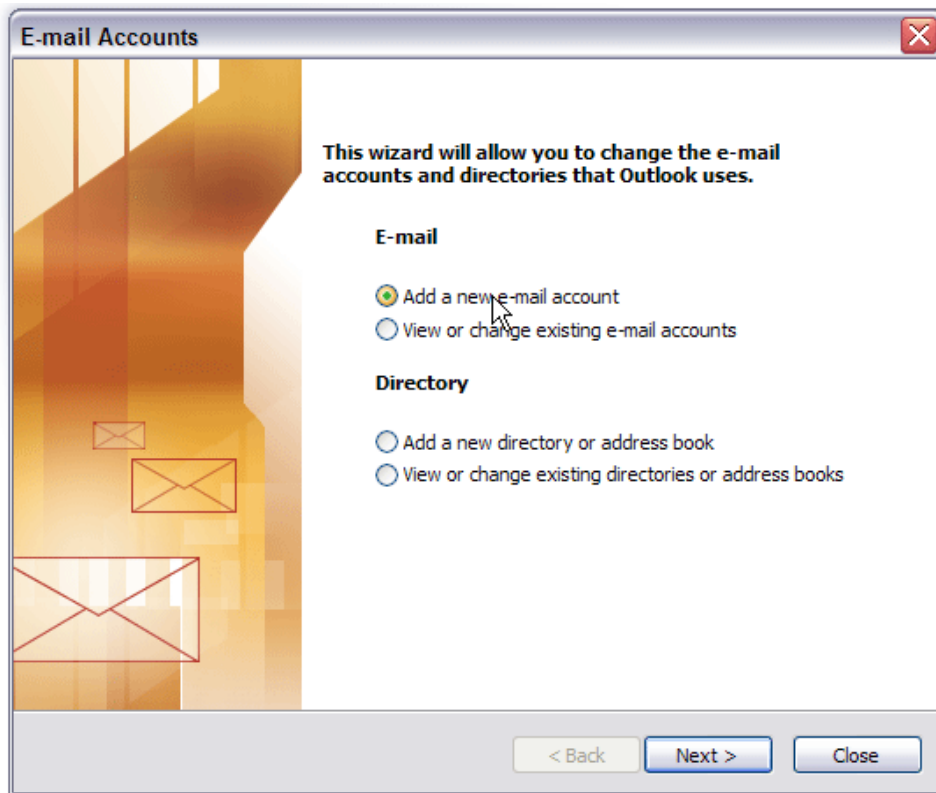 E-mail Accounts
This wizard will allow you to change the e-mail
accounts and directories that Outlook uses.
E-mail
Add a new e-mail account
View or change existing e-mail accounts
Directory
Add a new directory or address book
View or change existing directories or address books
< Back Next > Close